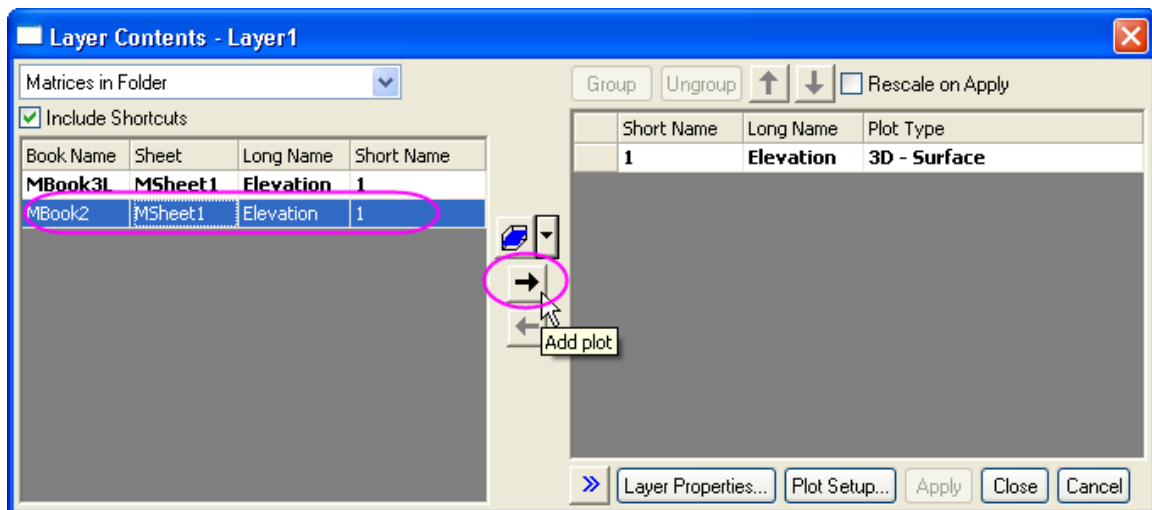 Layer Contents - Layer1
Matrices in Folder
Include Shortcuts
Book Name Sheet Long Name Short Name
MBook3L MSheet1 Elevation 1
MBook2 MSheet1 Elevation 1
Add plot
Group Ungroup Rescale on Apply
Short Name Long Name Plot Type
1 Elevation 3D - Surface
Layer Properties... Plot Setup... Apply Close Cancel